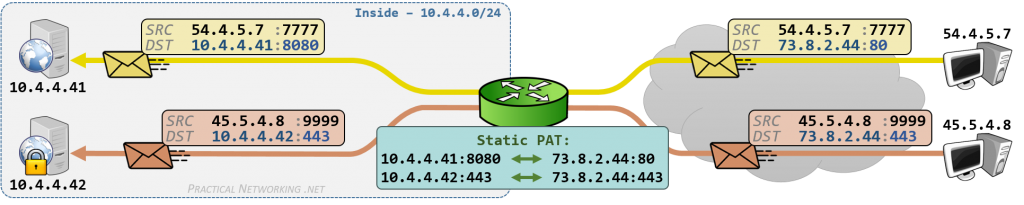 Inside – 10.4.4.0/24
SRC 54.4.5.7 :7777
DST 10.4.4.41:8080
SRC 54.4.5.7 :7777
DST 73.8.2.44:80
54.4.5.7
10.4.4.41
SRC 45.5.4.8 :9999
DST 10.4.4.42:443
SRC 45.5.4.8 :9999
DST 73.8.2.44:443
45.5.4.8
10.4.4.42
Static PAT:
10.4.4.41:8080 ↔ 73.8.2.44:80
10.4.4.42:443 ↔ 73.8.2.44:443
PRACTICAL NETWORKING .NET